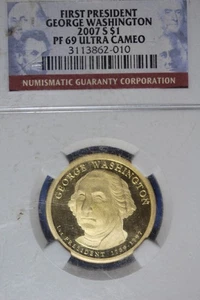 FIRST PRESIDENT
GEORGE WASHINGTON
2007 S $1
PF 69 ULTRA CAMEO
3113862-010
NUMISMATIC GUARANTY CORPORATION
GEORGE WASHINGTON
1st PRESIDENT 1789-1797